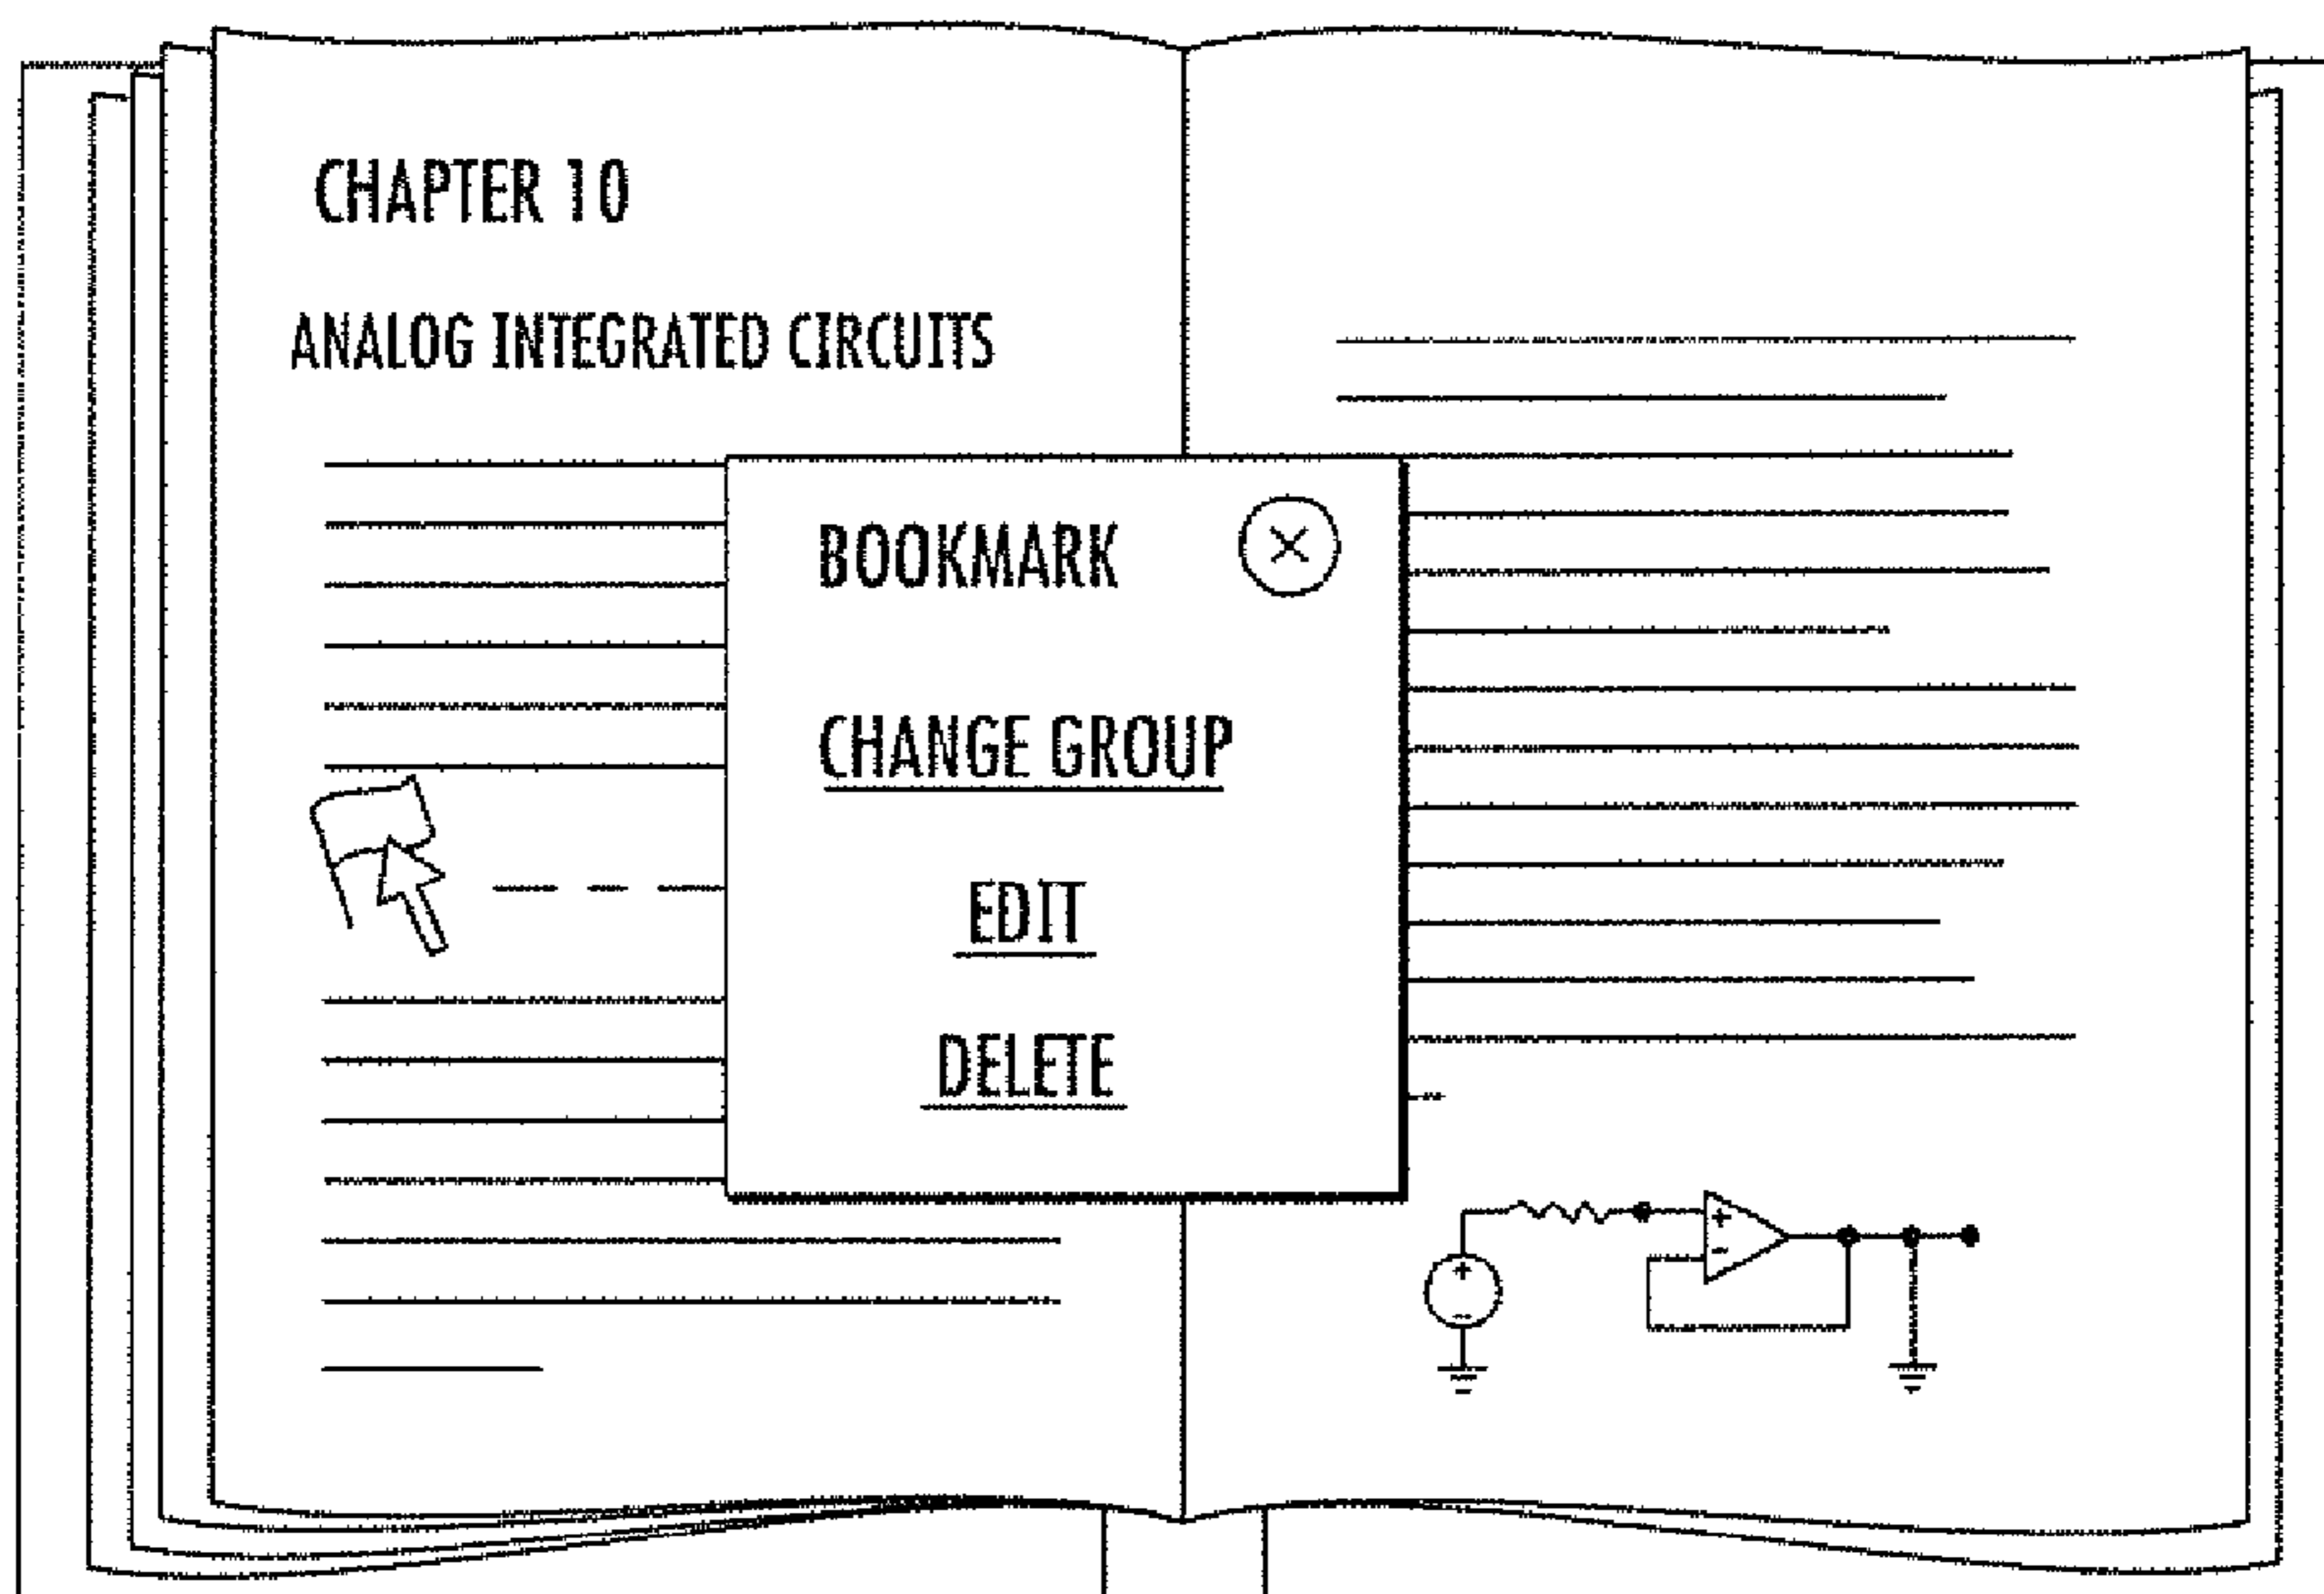 CHAPTER 10
ANALOG INTEGRATED CIRCUITS
BOOKMARK
CHANGE GROUP
EDIT
DELETE